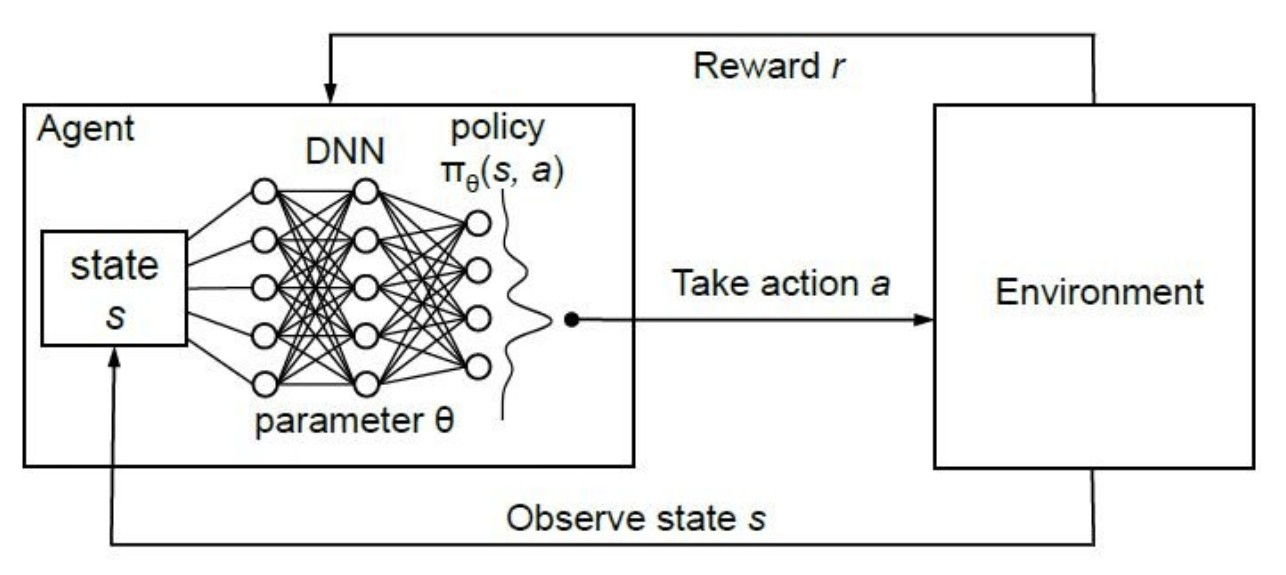 Reward r
Agent
DNN
policy
πθ(s, a)
state
s
Take action a
Environment
parameter θ
Observe state s